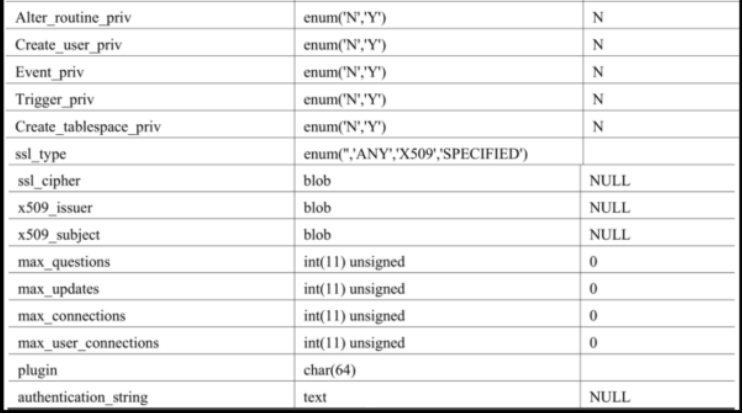 Alter_routine_priv enum('N','Y') N
Create_user_priv enum('N','Y') N
Event_priv enum('N','Y') N
Trigger_priv enum('N','Y') N
Create_tablespace_priv enum('N','Y') N
ssl_type enum('','ANY','X509','SPECIFIED')
ssl_cipher blob NULL
x509_issuer blob NULL
x509_subject blob NULL
max_questions int(11) unsigned 0
max_updates int(11) unsigned 0
max_connections int(11) unsigned 0
max_user_connections int(11) unsigned 0
plugin char(64)
authentication_string text NULL